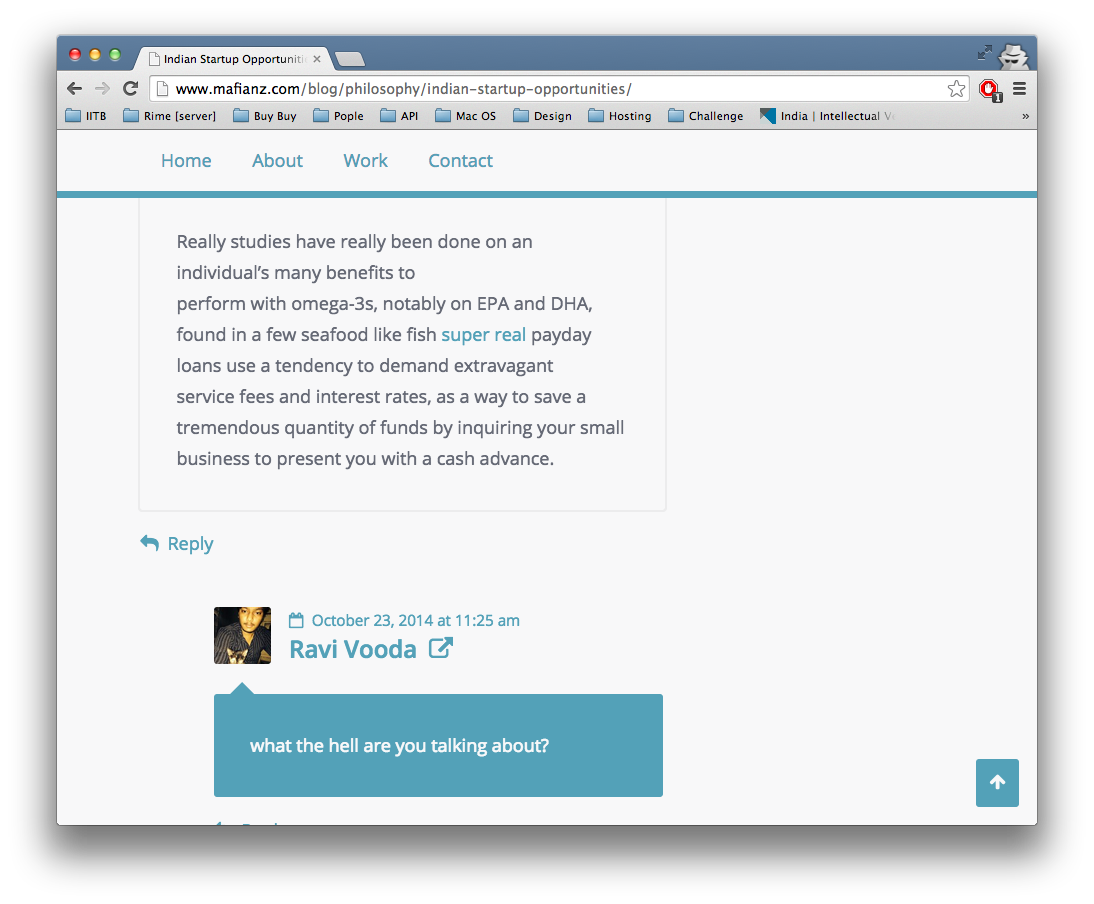 Indian Startup Opportuniti
www.mafianz.com/blog/philosophy/indian-startup-opportunities/
1
IITB Rime [server] Buy Buy Pople API Mac OS Design Hosting Challenge India | Intellectual V »
Home About Work Contact
Really studies have really been done on an
individual’s many benefits to
perform with omega-3s, notably on EPA and DHA,
found in a few seafood like fish super real payday
loans use a tendency to demand extravagant
service fees and interest rates, as a way to save a
tremendous quantity of funds by inquiring your small
business to present you with a cash advance.
Reply
October 23, 2014 at 11:25 am
Ravi Vooda
what the hell are you talking about?